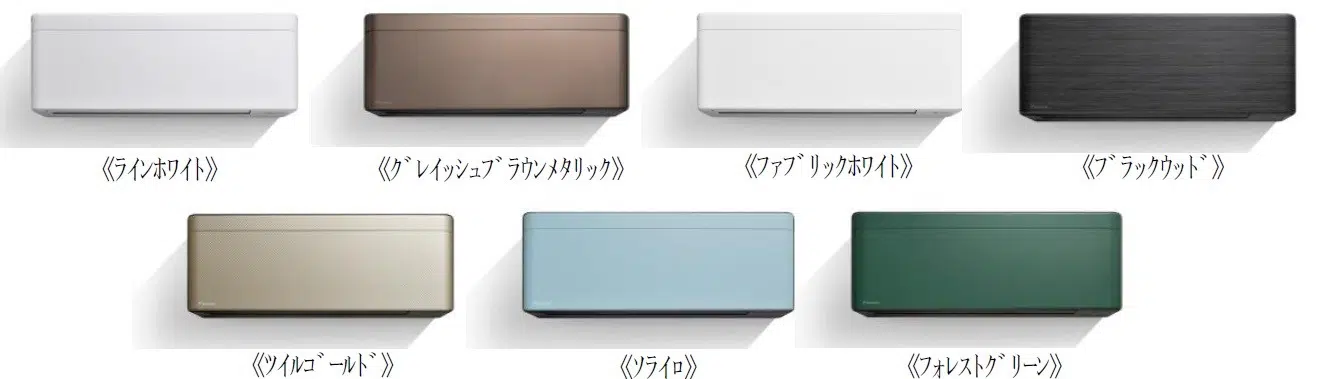 《ラインホワイト》
《グレイッシュブラウンメタリック》
《ファブリックホワイト》
《ブラックウッド》
《ツイルゴールド》
《ソライロ》
《フォレストグリーン》